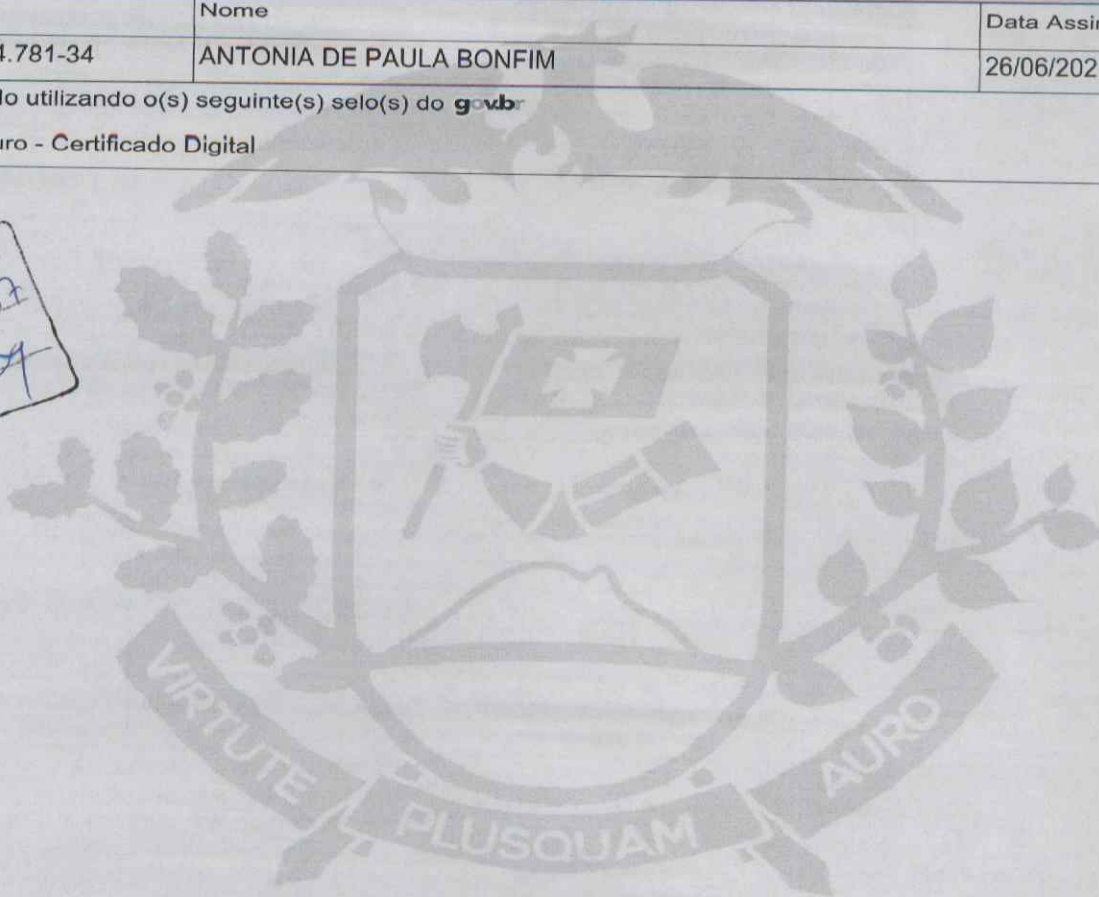 Nome
Data Assi
4.781-34
ANTONIA DE PAULA BONFIM
26/06/202
do utilizando o(s) seguinte(s) selo(s) do gov.br
uro - Certificado Digital
VIRTUTE
PLUSQUAM
AURO